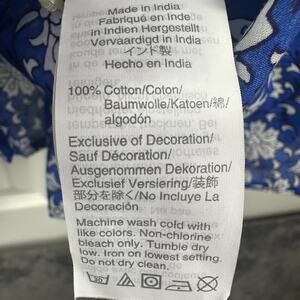 Made in India
Fabriqué en Inde
in Indien Hergestellt
Vervaardigd in India
インド製
Hecho en India
100% Cotton/Coton/
Baumwolle/Katoen/綿/
algodón
Exclusive of Decoration/
Sauf Décoration/
Ausgenommen Dekoration/
Exclusief Versiering/装飾
部分を除く/No Incluye La
Decoración
Machine wash cold with
like colors. Non-chlorine
bleach only. Tumble dry
low. Iron on lowest setting.
Do not dry clean.